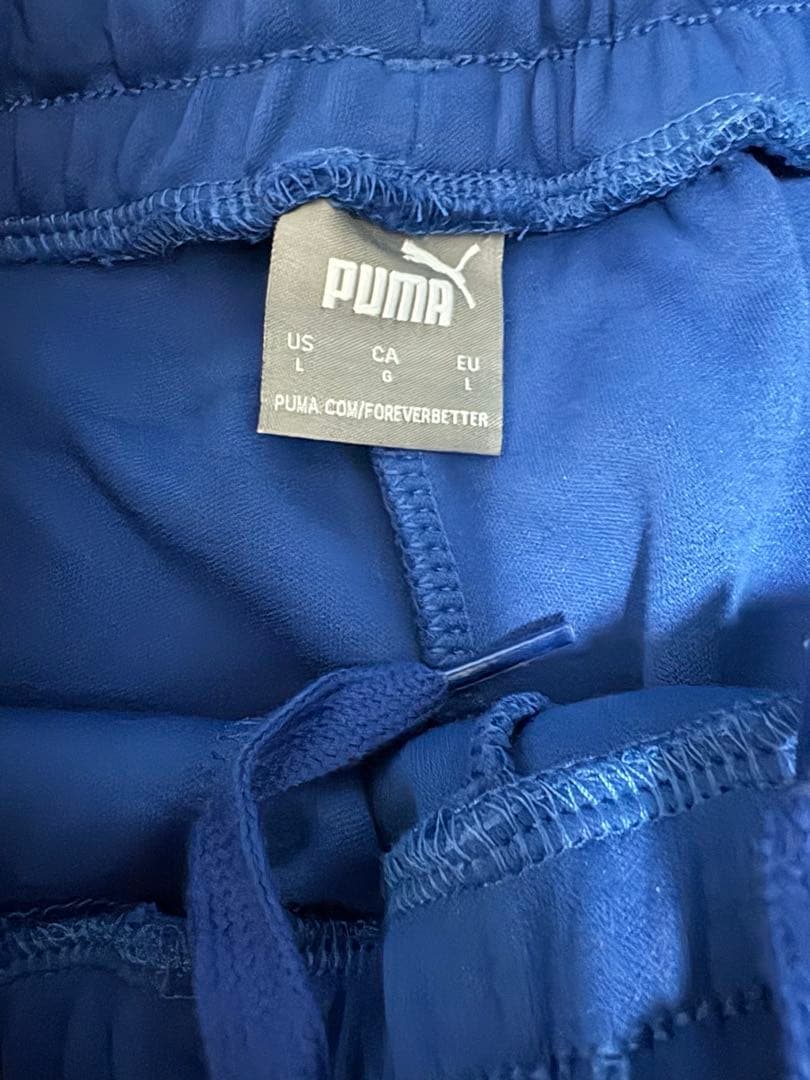 PUMA
US CA EU
L G L
PUMA.COM/FOREVERBETTER